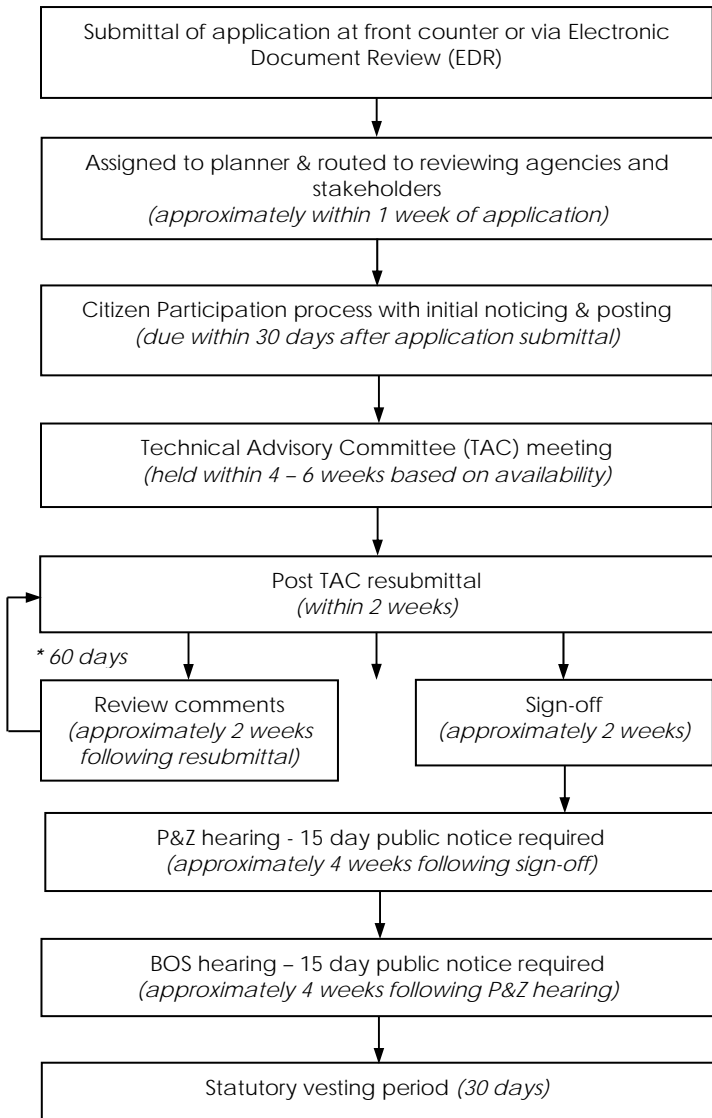 Submittal of application at front counter or via Electronic
Document Review (EDR)
Assigned to planner & routed to reviewing agencies and
stakeholders
(approximately within 1 week of application)
Citizen Participation process with initial noticing & posting
(due within 30 days after application submittal)
Technical Advisory Committee (TAC) meeting
(held within 4 – 6 weeks based on availability)
Post TAC resubmittal
(within 2 weeks)
* 60 days
Review comments
(approximately 2 weeks
following resubmittal)
Sign-off
(approximately 2 weeks)
P&Z hearing - 15 day public notice required
(approximately 4 weeks following sign-off)
BOS hearing – 15 day public notice required
(approximately 4 weeks following P&Z hearing)
Statutory vesting period (30 days)